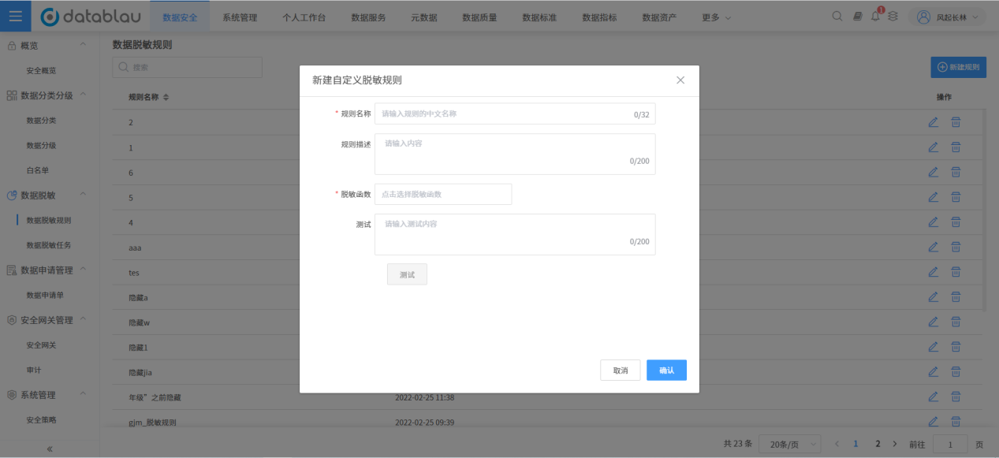 datablau 数据安全 系统管理 个人工作台 数据服务 元数据 数据质量 数据标准 数据指标 数据资产 更多 1 风起长林
概览
安全概览
数据分类分级
数据分类
数据分级
白名单
数据脱敏
数据脱敏规则
数据脱敏任务
数据申请管理
数据申请单
安全网关管理
安全网关
审计
系统管理
安全策略
«
数据脱敏规则
搜索
新建规则
规则名称 操作
2
1
6
5
4
aaa
tes
隐藏a
隐藏w
隐藏1
隐藏jia
年级”之前隐藏 2022-02-25 11:38
gjm_脱敏规则 2022-02-25 09:39
共 23 条 20条/页 1 2 前往 1 页
新建自定义脱敏规则
* 规则名称 请输入规则的中文名称 0/32
规则描述 请输入内容
0/200
* 脱敏函数 点击选择脱敏函数
测试 请输入测试内容
0/200
测试
取消 确认